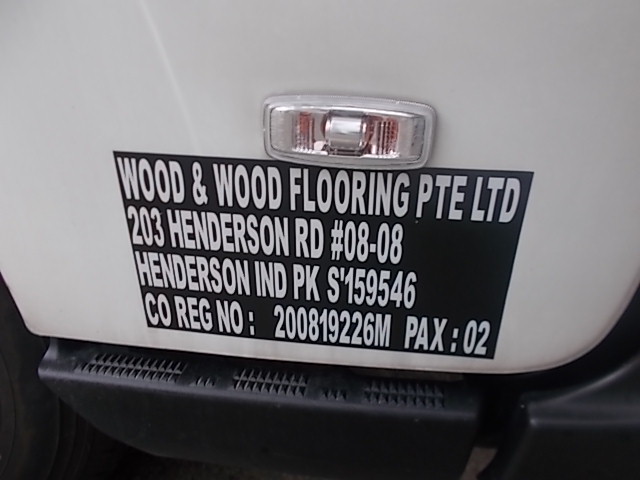 WOOD & WOOD FLOORING PTE LTD
203 HENDERSON RD #08-08
HENDERSON IND PK S'159546
CO REG NO : 200819226M PAX : 02